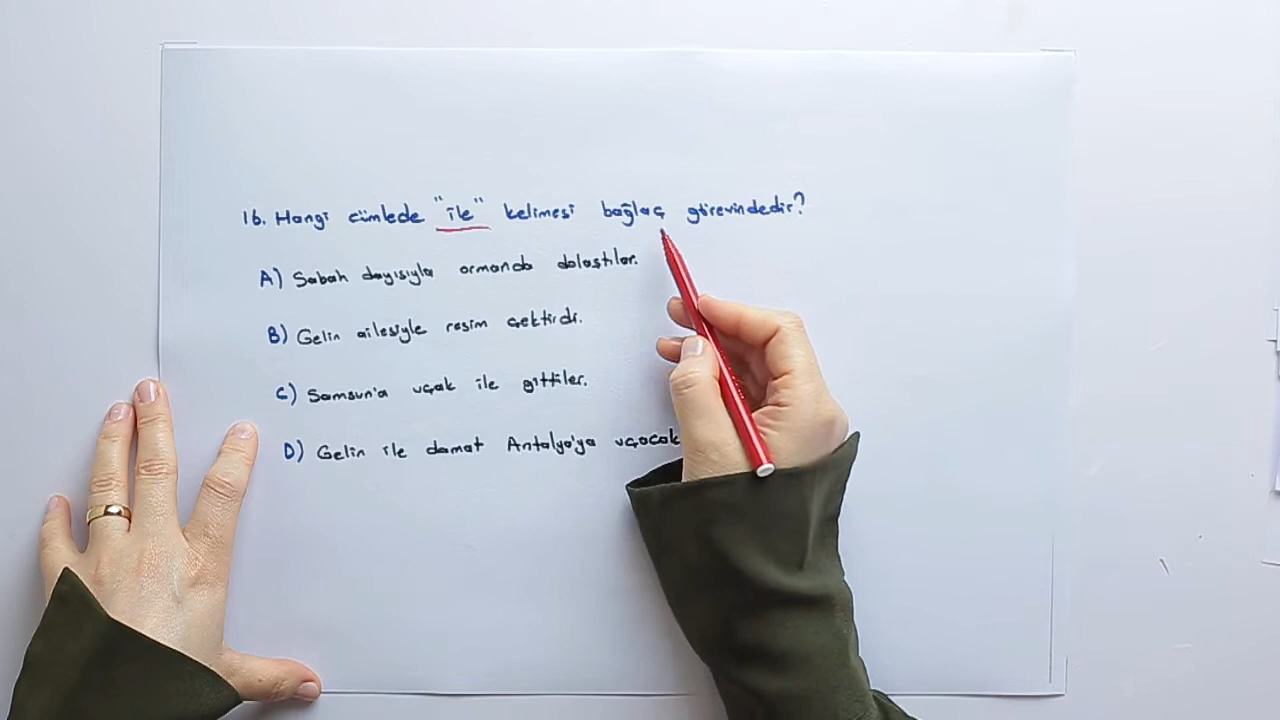 16. Hangi cümlede "ile" kelimesi bağlaç görevindedir?
A) Sabah dayısıyla ormanda dolaştılar.
B) Gelin ailesiyle resim çektirdi.
C) Samsun'a uçak ile gittiler.
D) Gelin ile damat Antalya'ya uçacak